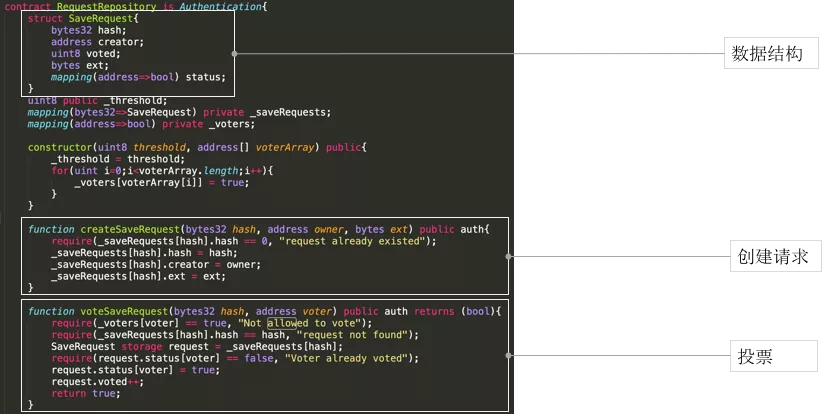 contract RequestRepository is Authentication{
struct SaveRequest{
bytes32 hash;
address creator;
uint8 voted;
bytes ext;
mapping(address=>bool) status;
}
uint8 public _threshold;
mapping(bytes32=>SaveRequest) private _saveRequests;
mapping(address=>bool) private _voters;
constructor(uint8 threshold, address[] voterArray) public{
_threshold = threshold;
for(uint i=0;i<voterArray.length;i++){
_voters[voterArray[i]] = true;
}
}
function createSaveRequest(bytes32 hash, address owner, bytes ext) public auth{
require(_saveRequests[hash].hash == 0, "request already existed");
_saveRequests[hash].hash = hash;
_saveRequests[hash].creator = owner;
_saveRequests[hash].ext = ext;
}
function voteSaveRequest(bytes32 hash, address voter) public auth returns (bool){
require(_voters[voter] == true, "Not allowed to vote");
require(_saveRequests[hash].hash == hash, "request not found");
SaveRequest storage request = _saveRequests[hash];
require(request.status[voter] == false, "Voter already voted");
request.status[voter] = true;
request.voted++;
return true;
}
数据结构
创建请求
投票